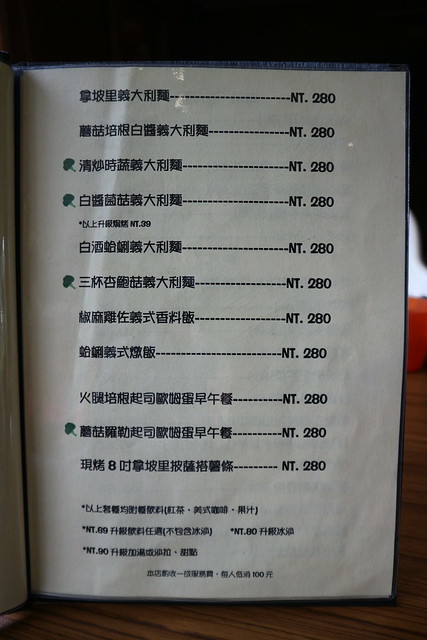 拿坡里義大利麵-------------------------NT. 280
蘑菇培根白醬義大利麵-----------------NT. 280
清炒時蔬義大利麵----------------------NT. 280
白醬菌菇義大利麵----------------------NT. 280
*以上升級焗烤 NT.39
白酒蛤蜊義大利麵----------------------NT. 280
三杯杏鮑菇義大利麵-------------------NT. 280
椒麻雞佐義式香料飯-------------------NT. 280
蛤蜊義式燉飯---------------------------NT. 280
火腿培根起司歐姆蛋早午餐-----------NT. 280
蘑菇羅勒起司歐姆蛋早午餐-----------NT. 280
現烤 8 吋拿坡里披薩搭薯條---------- NT. 280
*以上套餐均附餐飲料(紅茶、美式咖啡、果汁)
*NT.69 升級飲料任選(不包含冰沙) *NT.80 升級冰沙
*NT.90 升級加湯或沙拉、甜點
本店酌收一成服務費，每人低消 100 元